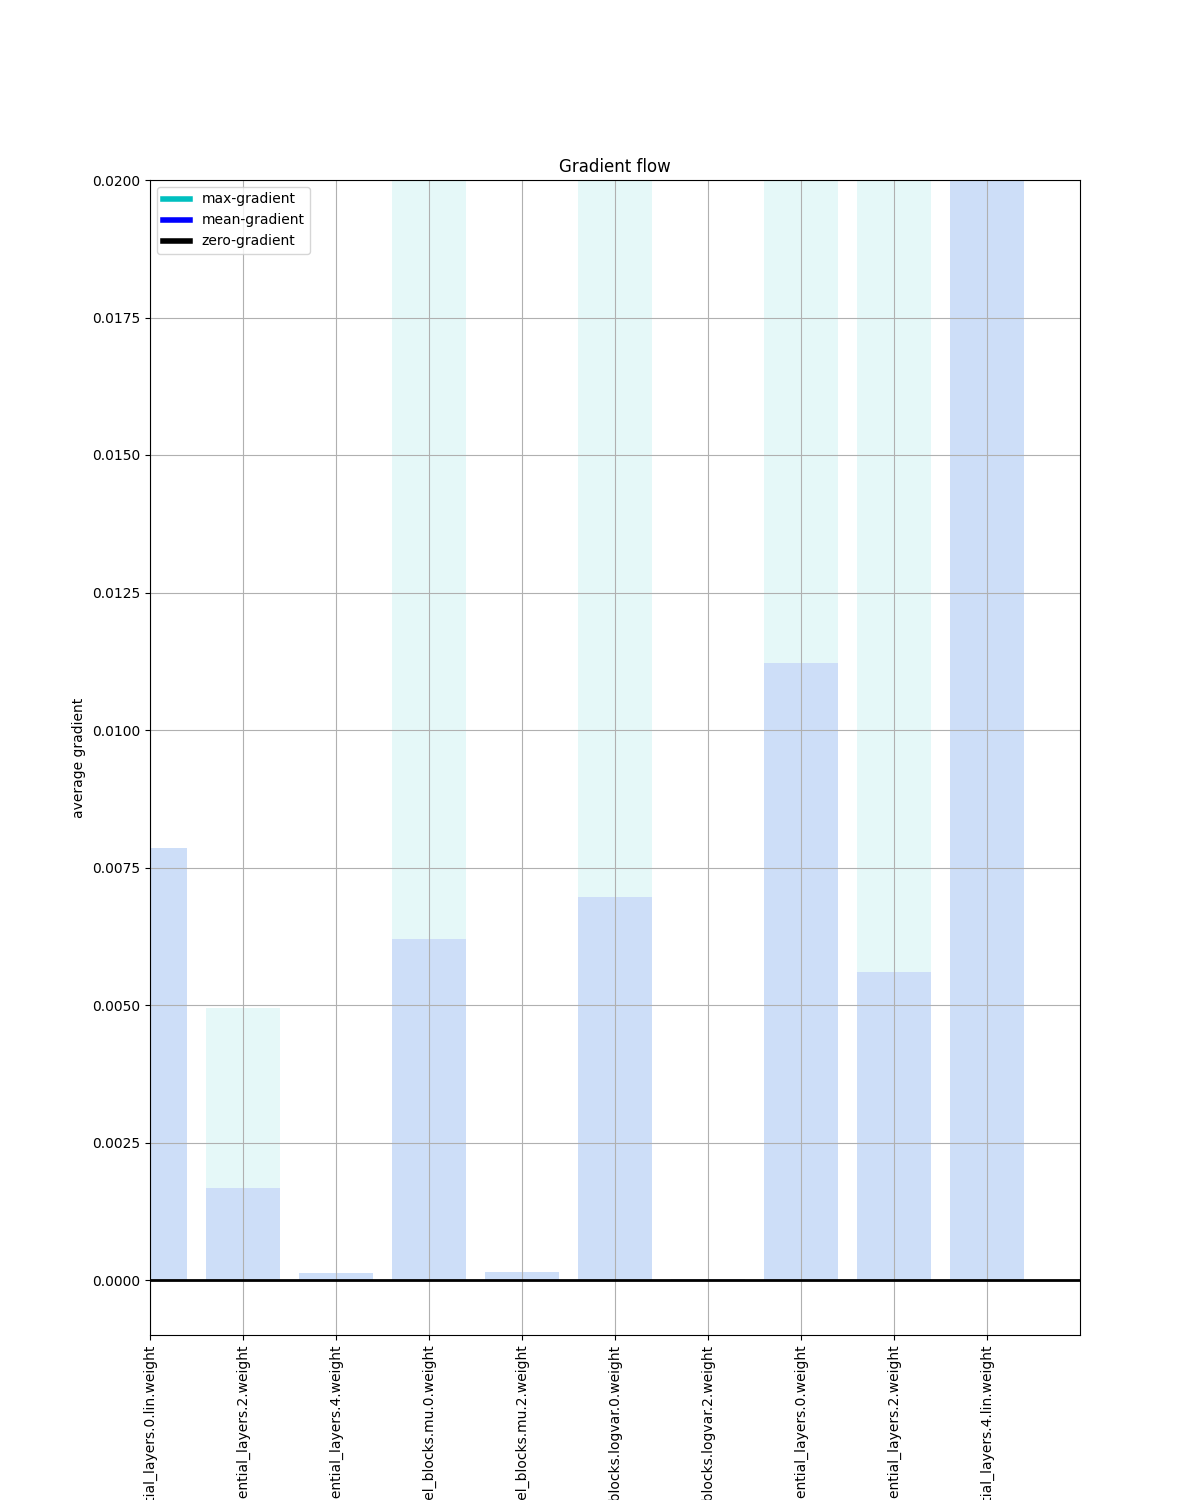 Gradient flow
max-gradient
mean-gradient
zero-gradient
0.0200
0.0175
0.0150
0.0125
0.0100
0.0075
0.0050
0.0025
0.0000
average gradient
tial_layers.0.lin.weight
ential_layers.2.weight
ential_layers.4.weight
el_blocks.mu.0.weight
el_blocks.mu.2.weight
blocks.logvar.0.weight
blocks.logvar.2.weight
ential_layers.0.weight
ential_layers.2.weight
tial_layers.4.lin.weight